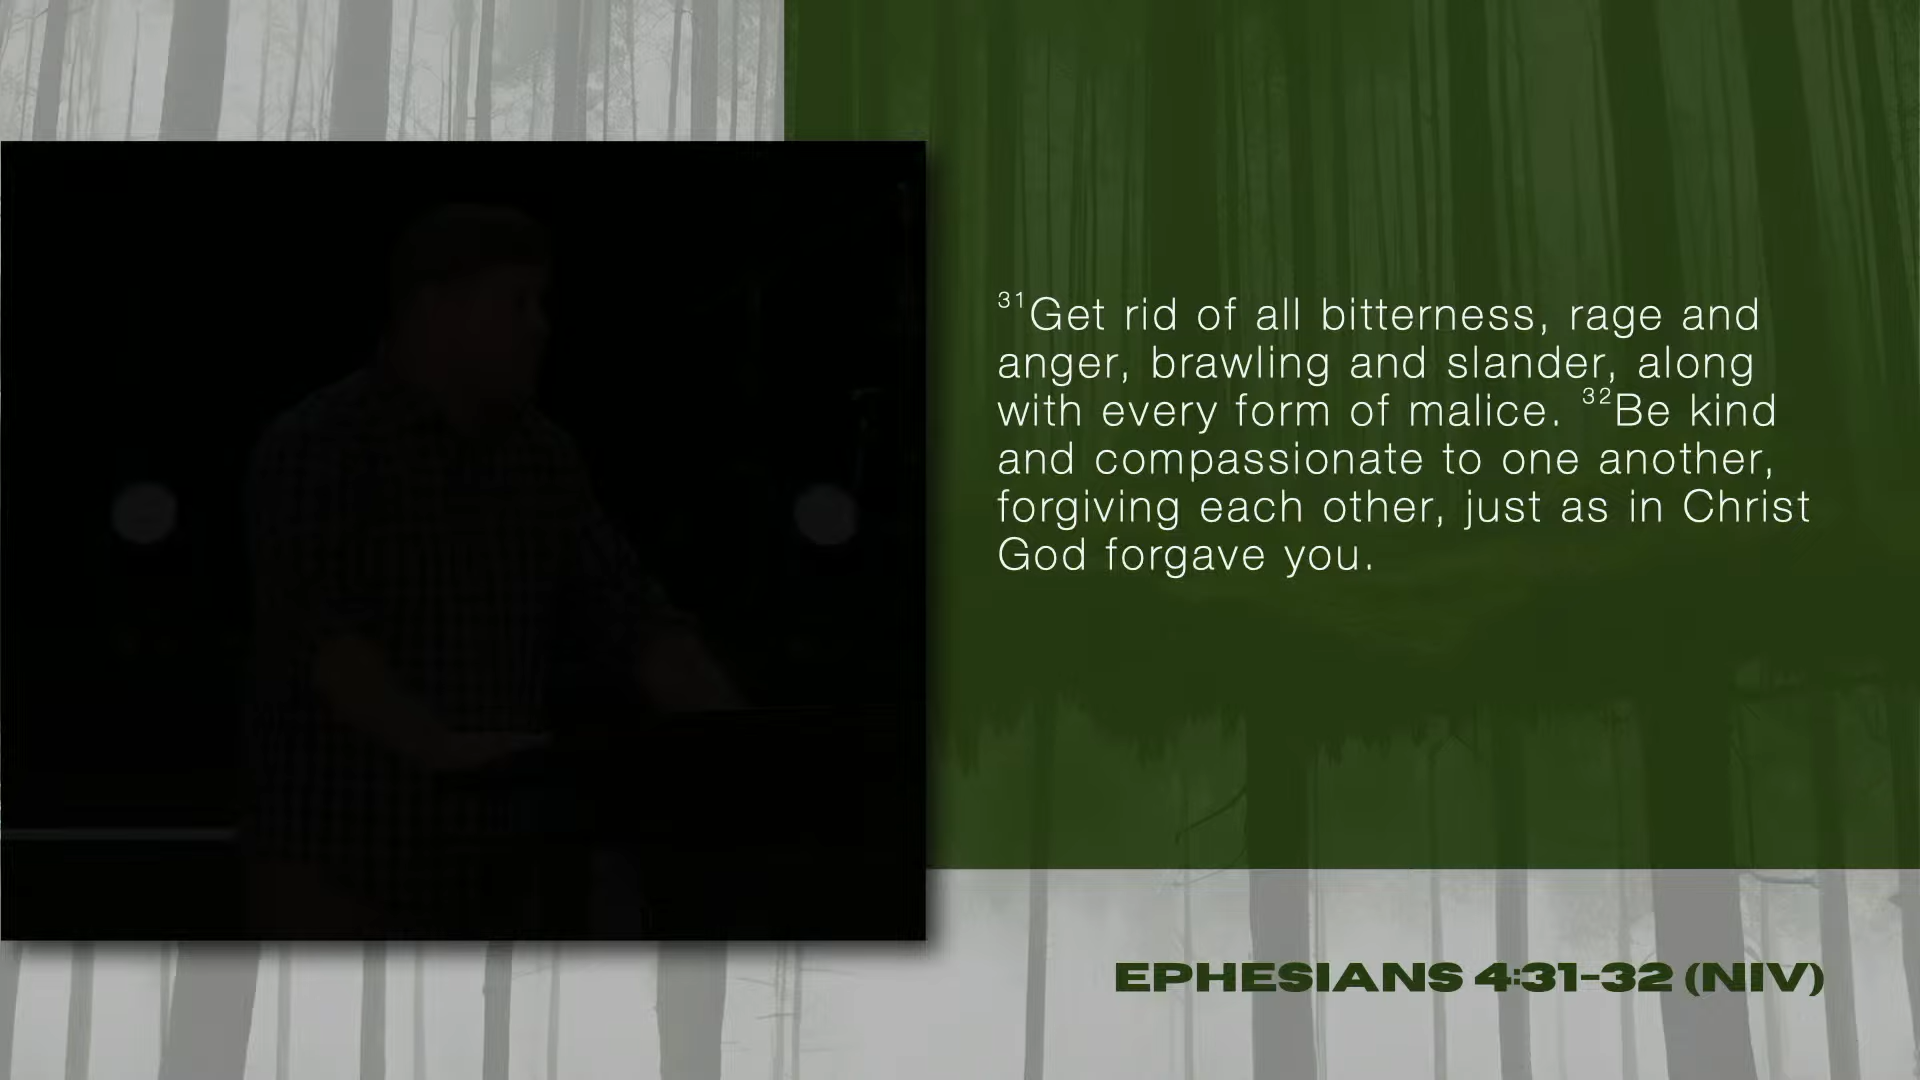 ³¹Get rid of all bitterness, rage and
anger, brawling and slander, along
with every form of malice. ³²Be kind
and compassionate to one another,
forgiving each other, just as in Christ
God forgave you.
EPHESIANS 4:31-32 (NIV)